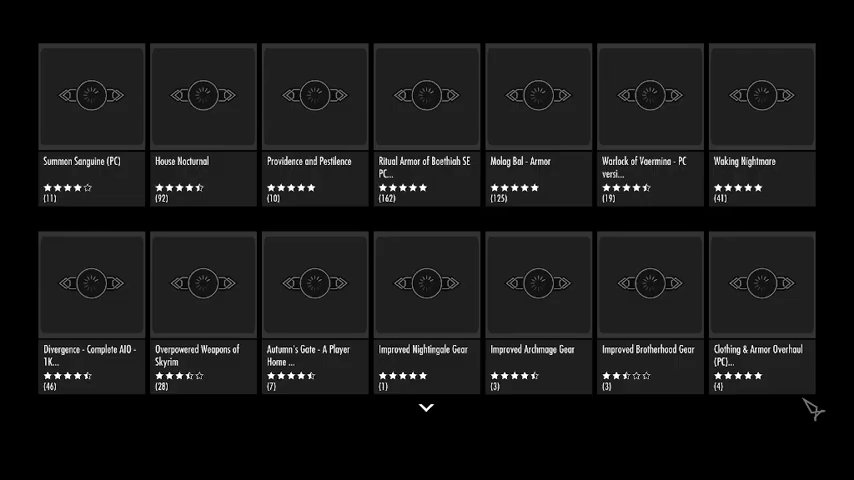 Summon Sanguine (PC)
(11)
House Nocturnal
(92)
Providence and Pestilence
(10)
Ritual Armor of Boethiah SE
PC...
(162)
Molag Bal - Armor
(125)
Warlock of Vaermina - PC
versi...
(19)
Waking Nightmare
(41)
Divergence - Complete AIO -
1K...
(46)
Overpowered Weapons of
Skyrim
(28)
Autumn's Gate - A Player
Home ...
(7)
Improved Nightingale Gear
(1)
Improved Archmage Gear
(3)
Improved Brotherhood Gear
(3)
Clothing & Armor Overhaul
(PC)...
(4)